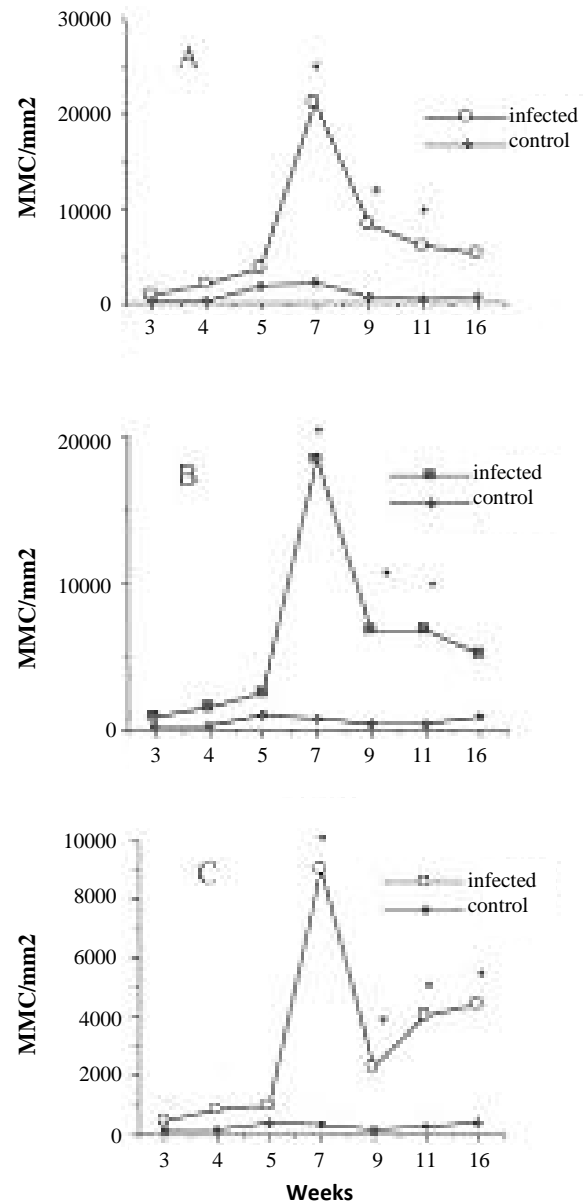 30000
A
20000
10000
0
MMC/mm2
infected
control
3 4 5 7 9 11 16
20000
B
10000
0
MMC/mm2
infected
control
3 4 5 7 9 11 16
10000
C
8000
6000
4000
2000
0
MMC/mm2
infected
control
3 4 5 7 9 11 16
Weeks